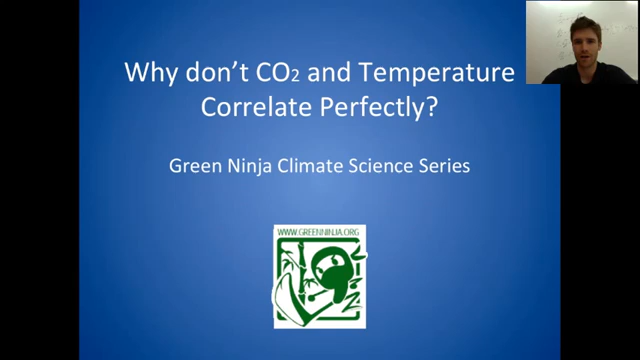 Why don't CO2 and Temperature
Correlate Perfectly?
Green Ninja Climate Science Series
WWW.GREENNINJA.ORG